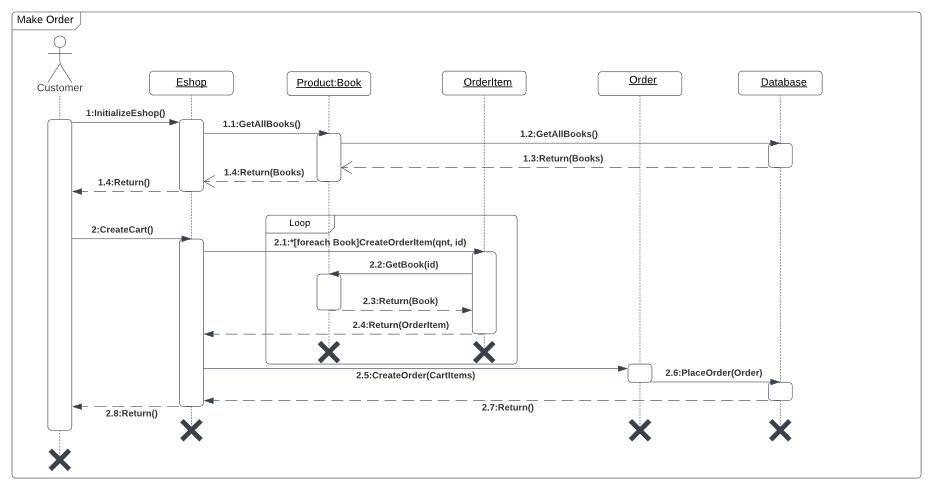 Make Order
Customer
Eshop
Product:Book
OrderItem
Order
Database
1:InitializeEshop()
1.1:GetAllBooks()
1.2:GetAllBooks()
1.3:Return(Books)
1.4:Return(Books)
1.4:Return()
Loop
2:CreateCart()
2.1:*[foreach Book]CreateOrderItem(qnt, id)
2.2:GetBook(id)
2.3:Return(Book)
2.4:Return(OrderItem)
2.5:CreateOrder(CartItems)
2.6:PlaceOrder(Order)
2.7:Return()
2.8:Return()